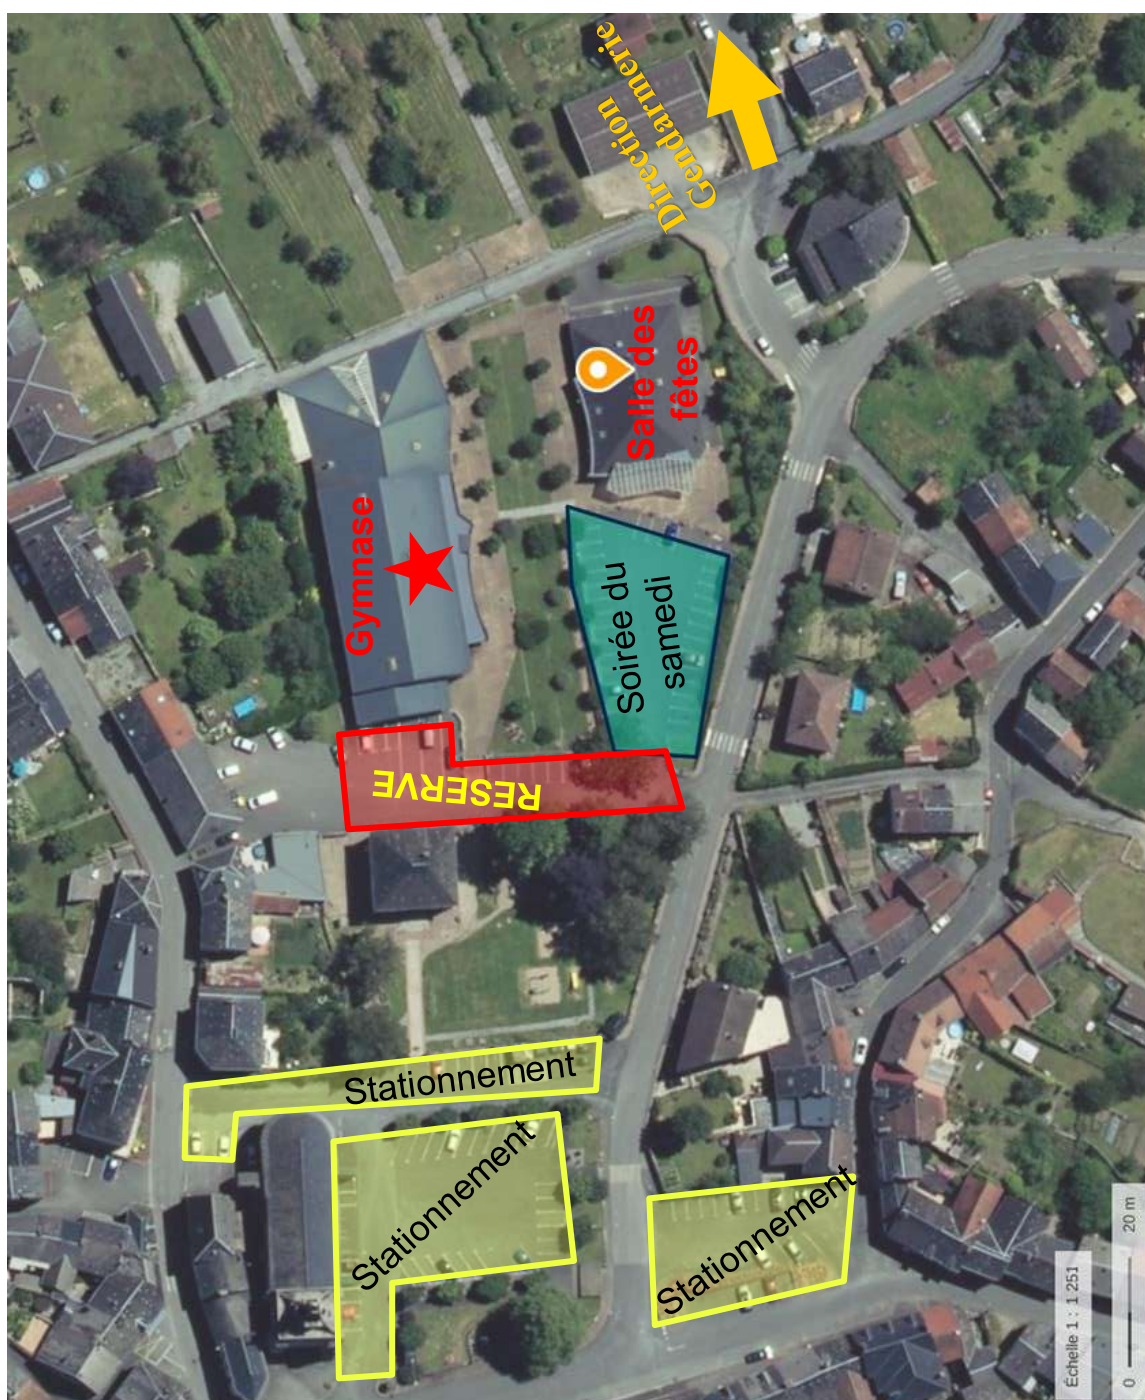 Direction
Gendarmerie
Salle des
fêtes
Gymnase
Soirée du
samedi
RESERVE
Stationnement
Stationnement
Stationnement
Échelle 1 : 1 251
0 20 m